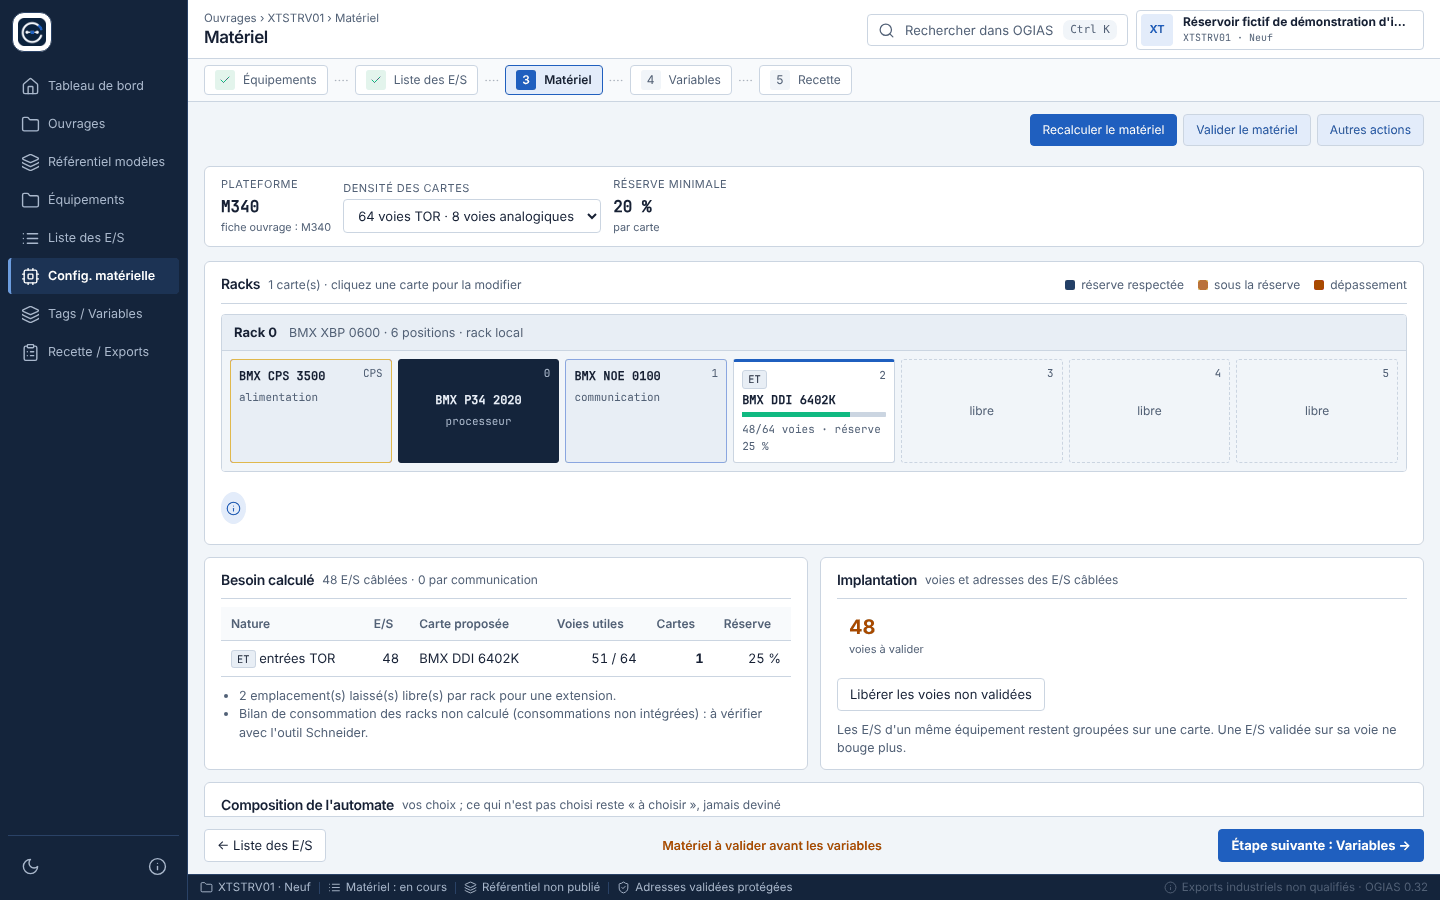 Ouvrages › XTSTRV01 › Matériel
Matériel
Rechercher dans OGIAS Ctrl K
XT Réservoir fictif de démonstration d'i...
XTSTRV01 · Neuf
Tableau de bord
Ouvrages
Référentiel modèles
Équipements
Liste des E/S
Config. matérielle
Tags / Variables
Recette / Exports
Équipements
Liste des E/S
3 Matériel
4 Variables
5 Recette
Recalculer le matériel
Valider le matériel
Autres actions
PLATEFORME
M340
fiche ouvrage : M340
DENSITÉ DES CARTES
64 voies TOR · 8 voies analogiques
RÉSERVE MINIMALE
20 %
par carte
Racks 1 carte(s) · cliquez une carte pour la modifier
réserve respectée
sous la réserve
dépassement
Rack 0 BMX XBP 0600 · 6 positions · rack local
BMX CPS 3500 CPS
alimentation
0
BMX P34 2020
processeur
BMX NOE 0100 1
communication
ET 2
BMX DDI 6402K
48/64 voies · réserve
25 %
3
libre
4
libre
5
libre
Besoin calculé 48 E/S câblées · 0 par communication
Nature E/S Carte proposée Voies utiles Cartes Réserve
ET entrées TOR 48 BMX DDI 6402K 51 / 64 1 25 %
• 2 emplacement(s) laissé(s) libre(s) par rack pour une extension.
• Bilan de consommation des racks non calculé (consommations non intégrées) : à vérifier
avec l'outil Schneider.
Implantation voies et adresses des E/S câblées
48
voies à valider
Libérer les voies non validées
Les E/S d'un même équipement restent groupées sur une carte. Une E/S validée sur sa voie ne
bouge plus.
Composition de l'automate vos choix ; ce qui n'est pas choisi reste « à choisir », jamais deviné
← Liste des E/S
Matériel à valider avant les variables
Étape suivante : Variables →
XTSTRV01 · Neuf
Matériel : en cours
Référentiel non publié
Adresses validées protégées
Exports industriels non qualifiés · OGIAS 0.32